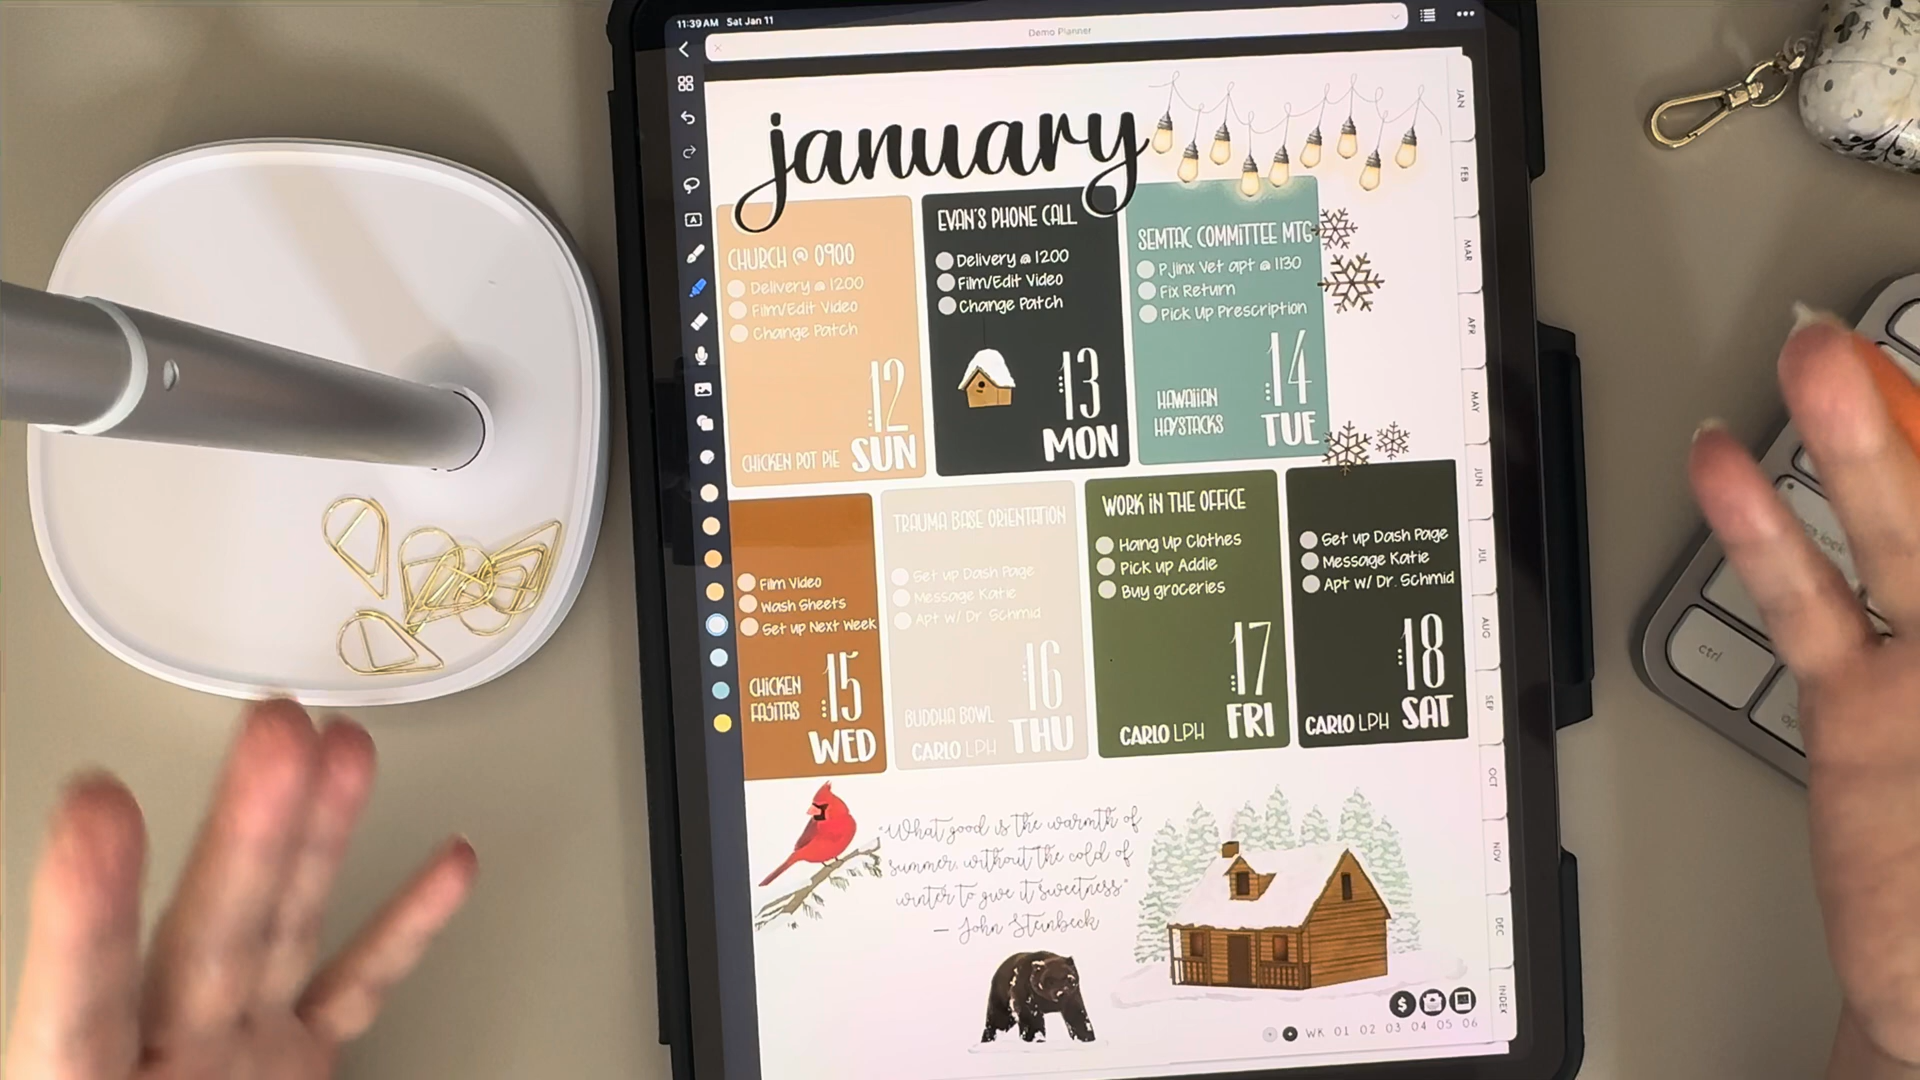 11:39 AM Sat Jan 11
Demo Planner
january
CHURCH @ 0900
Delivery @ 1200
Film/Edit Video
Change Patch
12
CHICKEN POT PIE
SUN
EVAN'S PHONE CALL
Delivery @ 1200
Film/Edit Video
Change Patch
13
MON
SEMTAC COMMITTEE MTG
PJinx Vet apt @ 1130
Fix Return
Pick Up Prescription
14
HAWAIIAN
HAYSTACKS
TUE
Film Video
Wash Sheets
Set up Next Week
15
CHICKEN
FAJITAS
WED
TRAUMA BASE ORIENTATION
Set up Dash Page
Message Katie
Apt w/ Dr. Schmid
16
BUDDHA BOWL
CARLO LPH
THU
WORK IN THE OFFICE
Hang Up Clothes
Pick up Addie
Buy groceries
17
CARLO LPH
FRI
Set up Dash Page
Message Katie
Apt w/ Dr. Schmid
18
CARLO LPH
SAT
"What good is the warmth of
summer, without the cold of
winter to give it sweetness"
— John Steinbeck
$
WK 01 02 03 04 05 06
JAN
FEB
MAR
APR
MAY
JUN
JUL
AUG
SEP
OCT
NOV
DEC
INDEX
ctrl